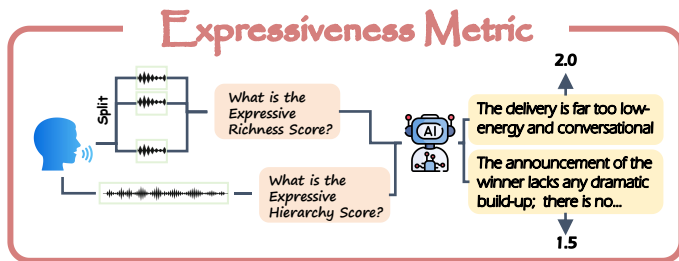 Expressiveness Metric
Split
What is the
Expressive
Richness Score?
What is the
Expressive
Hierarchy Score?
AI
2.0
The delivery is far too low-
energy and conversational
The announcement of the
winner lacks any dramatic
build-up; there is no...
1.5